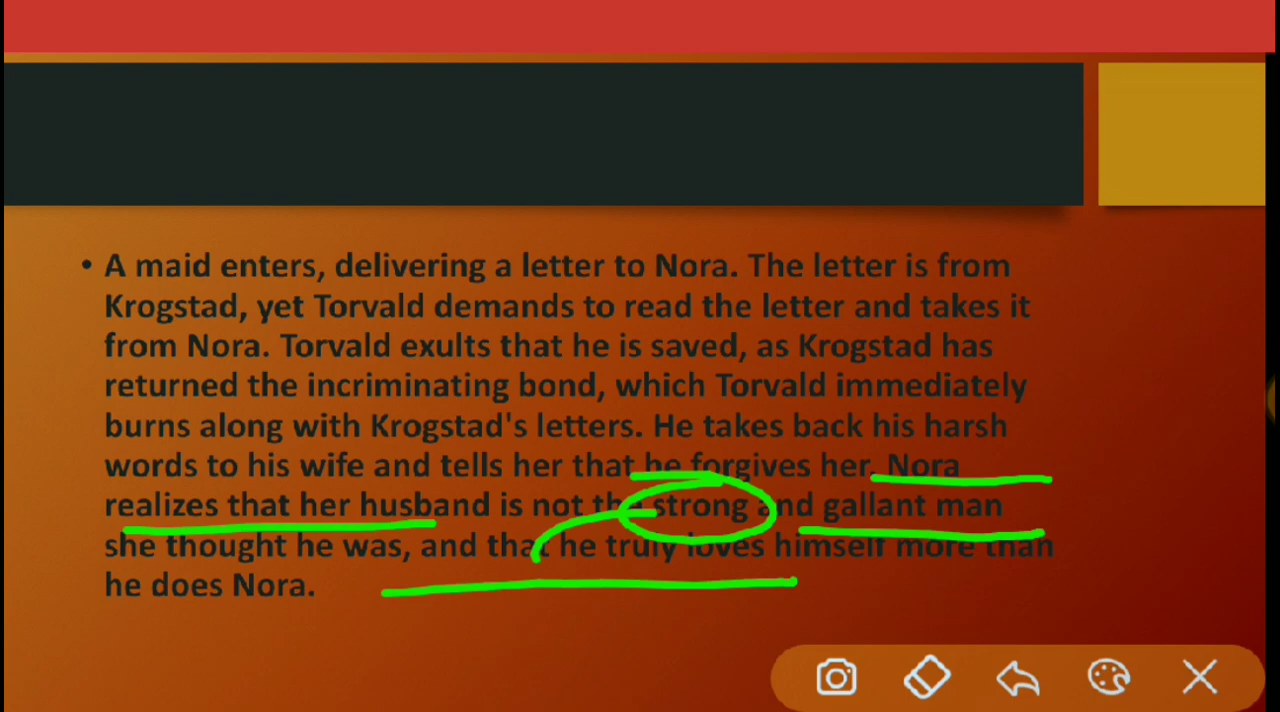 • A maid enters, delivering a letter to Nora. The letter is from
Krogstad, yet Torvald demands to read the letter and takes it
from Nora. Torvald exults that he is saved, as Krogstad has
returned the incriminating bond, which Torvald immediately
burns along with Krogstad's letters. He takes back his harsh
words to his wife and tells her that he forgives her. Nora
realizes that her husband is not the strong and gallant man
she thought he was, and that he truly loves himself more than
he does Nora.